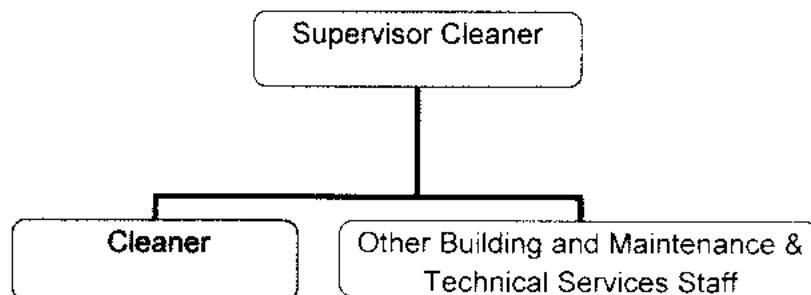 Supervisor Cleaner
Cleaner
Other Building and Maintenance &
Technical Services Staff